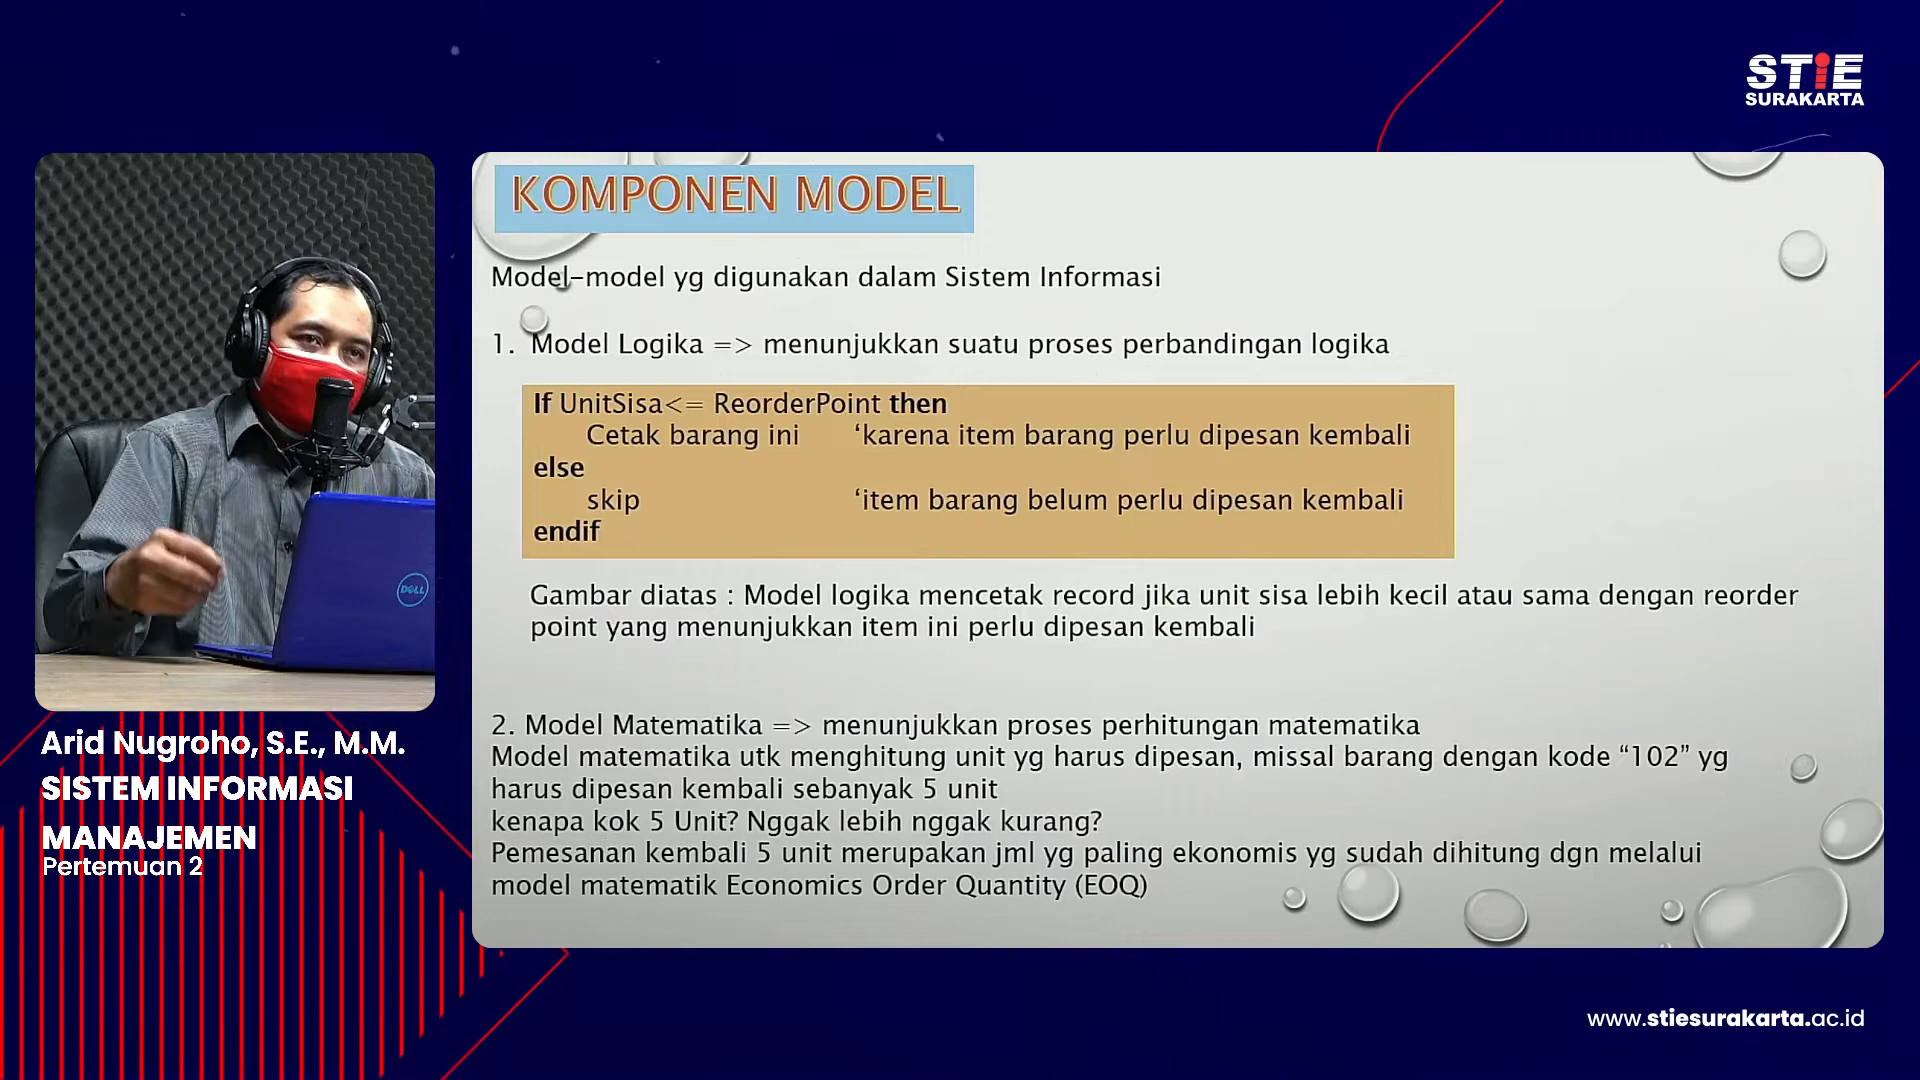 STiE
SURAKARTA
KOMPONEN MODEL
Model-model yg digunakan dalam Sistem Informasi
1. Model Logika => menunjukkan suatu proses perbandingan logika
If UnitSisa<= ReorderPoint then
Cetak barang ini ‘karena item barang perlu dipesan kembali
else
skip ‘item barang belum perlu dipesan kembali
endif
Gambar diatas : Model logika mencetak record jika unit sisa lebih kecil atau sama dengan reorder
point yang menunjukkan item ini perlu dipesan kembali
2. Model Matematika => menunjukkan proses perhitungan matematika
Model matematika utk menghitung unit yg harus dipesan, missal barang dengan kode “102” yg
harus dipesan kembali sebanyak 5 unit
kenapa kok 5 Unit? Nggak lebih nggak kurang?
Pemesanan kembali 5 unit merupakan jml yg paling ekonomis yg sudah dihitung dgn melalui
model matematik Economics Order Quantity (EOQ)
DELL
Arid Nugroho, S.E., M.M.
SISTEM INFORMASI
MANAJEMEN
Pertemuan 2
www.stiesurakarta.ac.id